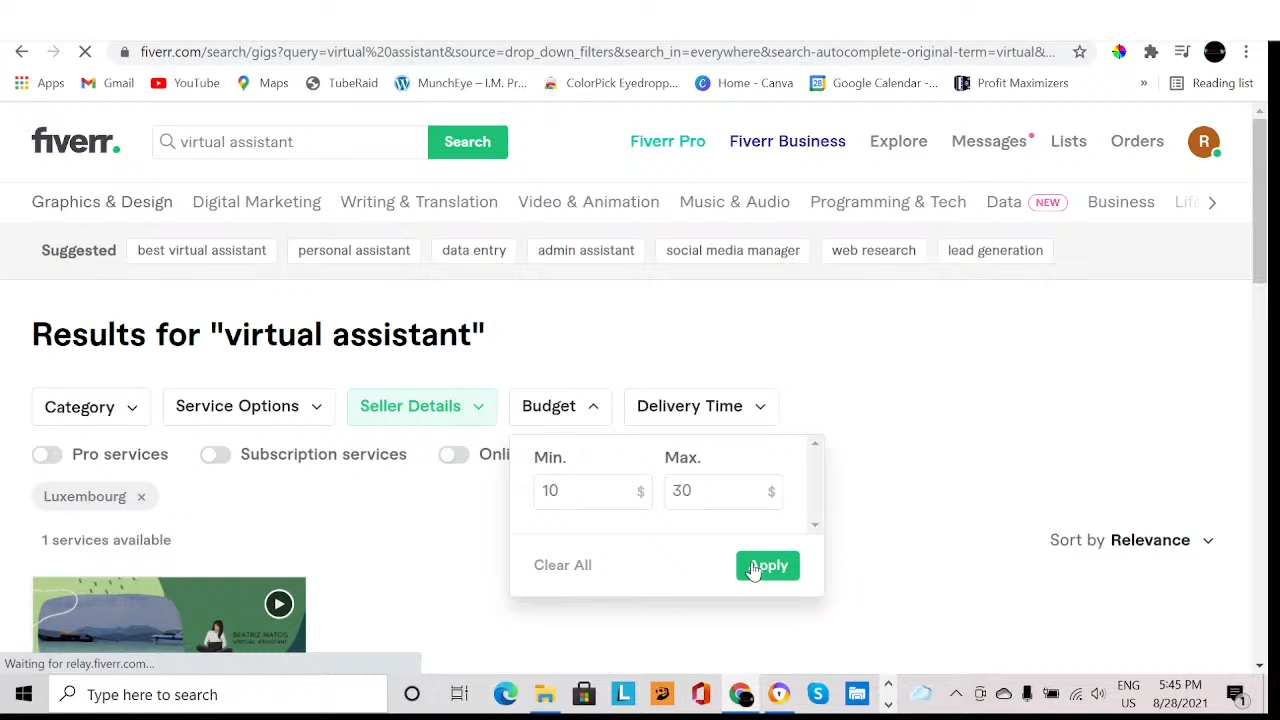 fiverr.com/search/gigs?query=virtual%20assistant&source=drop_down_filters&search_in=everywhere&search-autocomplete-original-term=virtual&...
Apps Gmail YouTube Maps TubeRaid MunchEye – I.M. Pr... ColorPick Eyedropp... Home - Canva Google Calendar -... Profit Maximizers » Reading list
fiverr. virtual assistant Search Fiverr Pro Fiverr Business Explore Messages Lists Orders R
Graphics & Design Digital Marketing Writing & Translation Video & Animation Music & Audio Programming & Tech Data NEW Business
Suggested best virtual assistant personal assistant data entry admin assistant social media manager web research lead generation
Results for "virtual assistant"
Category Service Options Seller Details Budget Delivery Time
Pro services Subscription services Onli
Min. Max.
10 $ 30 $
Luxembourg ×
1 services available
Sort by Relevance
Clear All Apply
BEATRIZ MATOS
VIRTUAL ASSISTANT
Waiting for relay.fiverr.com...
Type here to search
ENG
US
5:45 PM
8/28/2021